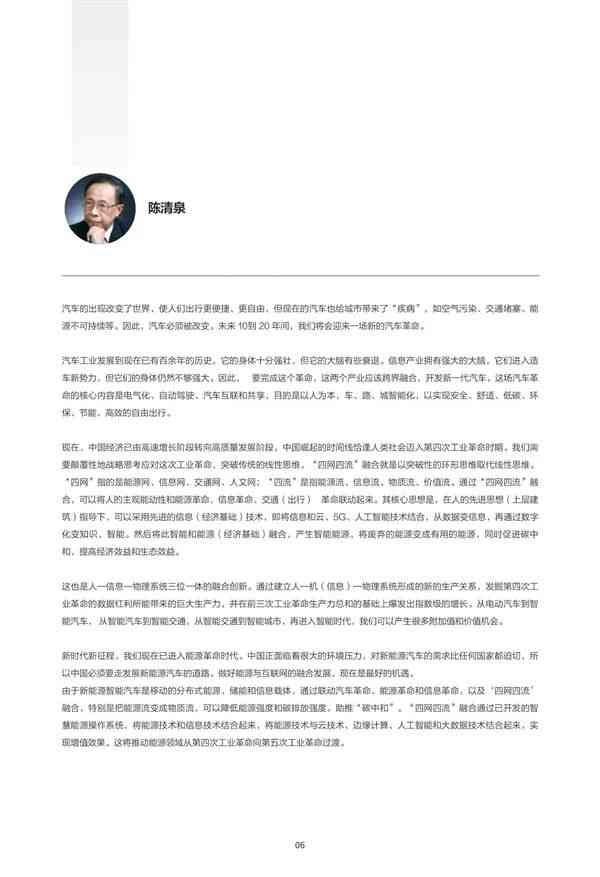 陈清泉
汽车的出现改变了世界，使人们出行更便捷、更自由，但现在的汽车也给城市带来了“疾病”，如空气污染、交通堵塞、能
源不可持续等。因此，汽车必须被改变。未来 10到 20 年间，我们将会迎来一场新的汽车革命。
汽车工业发展到现在已有百余年的历史，它的身体十分强壮，但它的大脑有些衰退。信息产业拥有强大的大脑，它们进入造
车新势力，但它们的身体仍然不够强大。因此， 要完成这个革命，这两个产业应该跨界融合，开发新一代汽车。这场汽车革
命的核心内容是电气化、自动驾驶、汽车互联和共享，目的是以人为本，车、路、城智能化，以实现安全、舒适、低碳、环
保、节能、高效的自由出行。
现在，中国经济已由高速增长阶段转向高质量发展阶段，中国崛起的时间线恰逢人类社会迈入第四次工业革命时期，我们需
要颠覆性地战略思考应对这次工业革命，突破传统的线性思维。“四网四流”融合就是以突破性的环形思维取代线性思维。
“四网”指的是能源网、信息网、交通网、人文网；“四流”是指能源流、信息流、物质流、价值流。通过“四网四流”融
合，可以将人的主观能动性和能源革命，信息革命，交通（出行） 革命联动起来。其核心思想是，在人的先进思想（上层建
筑）指导下，可以采用先进的信息（经济基础）技术，即将信息和云、5G、人工智能技术结合，从数据变信息，再通过数字
化变知识，智能。然后将此智能和能源（经济基础）融合，产生智能能源，将废弃的能源变成有用的能源，同时促进碳中
和，提高经济效益和生态效益。
这也是人—信息—物理系统三位一体的融合创新。通过建立人—机（信息）—物理系统形成的新的生产关系，发掘第四次工
业革命的数据红利所能带来的巨大生产力，并在前三次工业革命生产力总和的基础上爆发出指数级的增长。从电动汽车到智
能汽车，从智能汽车到智能交通，从智能交通到智能城市，再进入智能时代，我们可以产生很多附加值和价值机会。
新时代新征程，我们现在已进入能源革命时代，中国正面临着很大的环境压力，对新能源汽车的需求比任何国家都迫切，所
以中国必须要走发展新能源汽车的道路，做好能源与互联网的融合发展，现在是最好的机遇。
由于新能源智能汽车是移动的分布式能源，储能和信息载体，通过联动汽车革命、能源革命和信息革命，以及‘四网四流’
融合，特别是把能源流变成物质流，可以降低能源强度和碳排放强度，助推“碳中和”。“四网四流”融合通过已开发的智
慧能源操作系统，将能源技术和信息技术结合起来，将能源技术与云技术，边缘计算，人工智能和大数据技术结合起来，实
现增值效果。这将推动能源领域从第四次工业革命向第五次工业革命过渡。
06